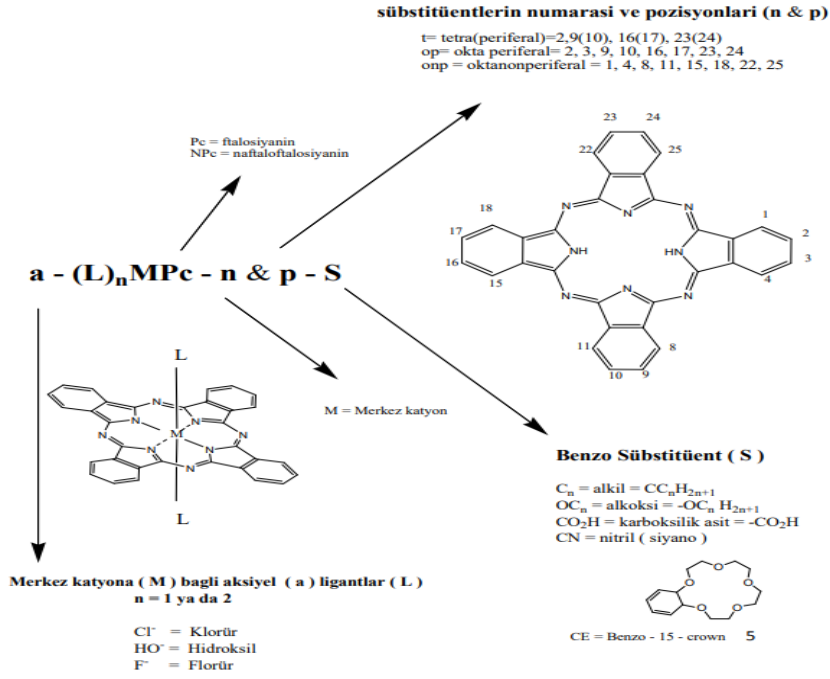 sübstitüentlerin numarasi ve pozisyonlari (n & p)
t= tetra(periferal)=2,9(10), 16(17), 23(24)
op= okta periferal= 2, 3, 9, 10, 16, 17, 23, 24
onp = oktanonperiferal = 1, 4, 8, 11, 15, 18, 22, 25
Pc = ftalosiyanin
NPc = naftaloftalosiyanin
23 24
22 25
N N N
18 1
17 2
NH HN
16 3
15 4
N N N
11 8
10 9
a - (L)ₙMPc - n & p - S
L
N N N
N M N
N N N
L
M = Merkez katyon
Benzo Sübstitüent ( S )
Cₙ = alkil = CCₙH₂ₙ₊₁
OCₙ = alkoksi = -OCₙ H₂ₙ₊₁
CO₂H = karboksilik asit = -CO₂H
CN = nitril ( siyano )
O
O O
O O
CE = Benzo - 15 - crown 5
Merkez katyona ( M ) bagli aksiyel ( a ) ligantlar ( L )
n = 1 ya da 2
Cl⁻ = Klorür
HO⁻ = Hidroksil
F⁻ = Florür